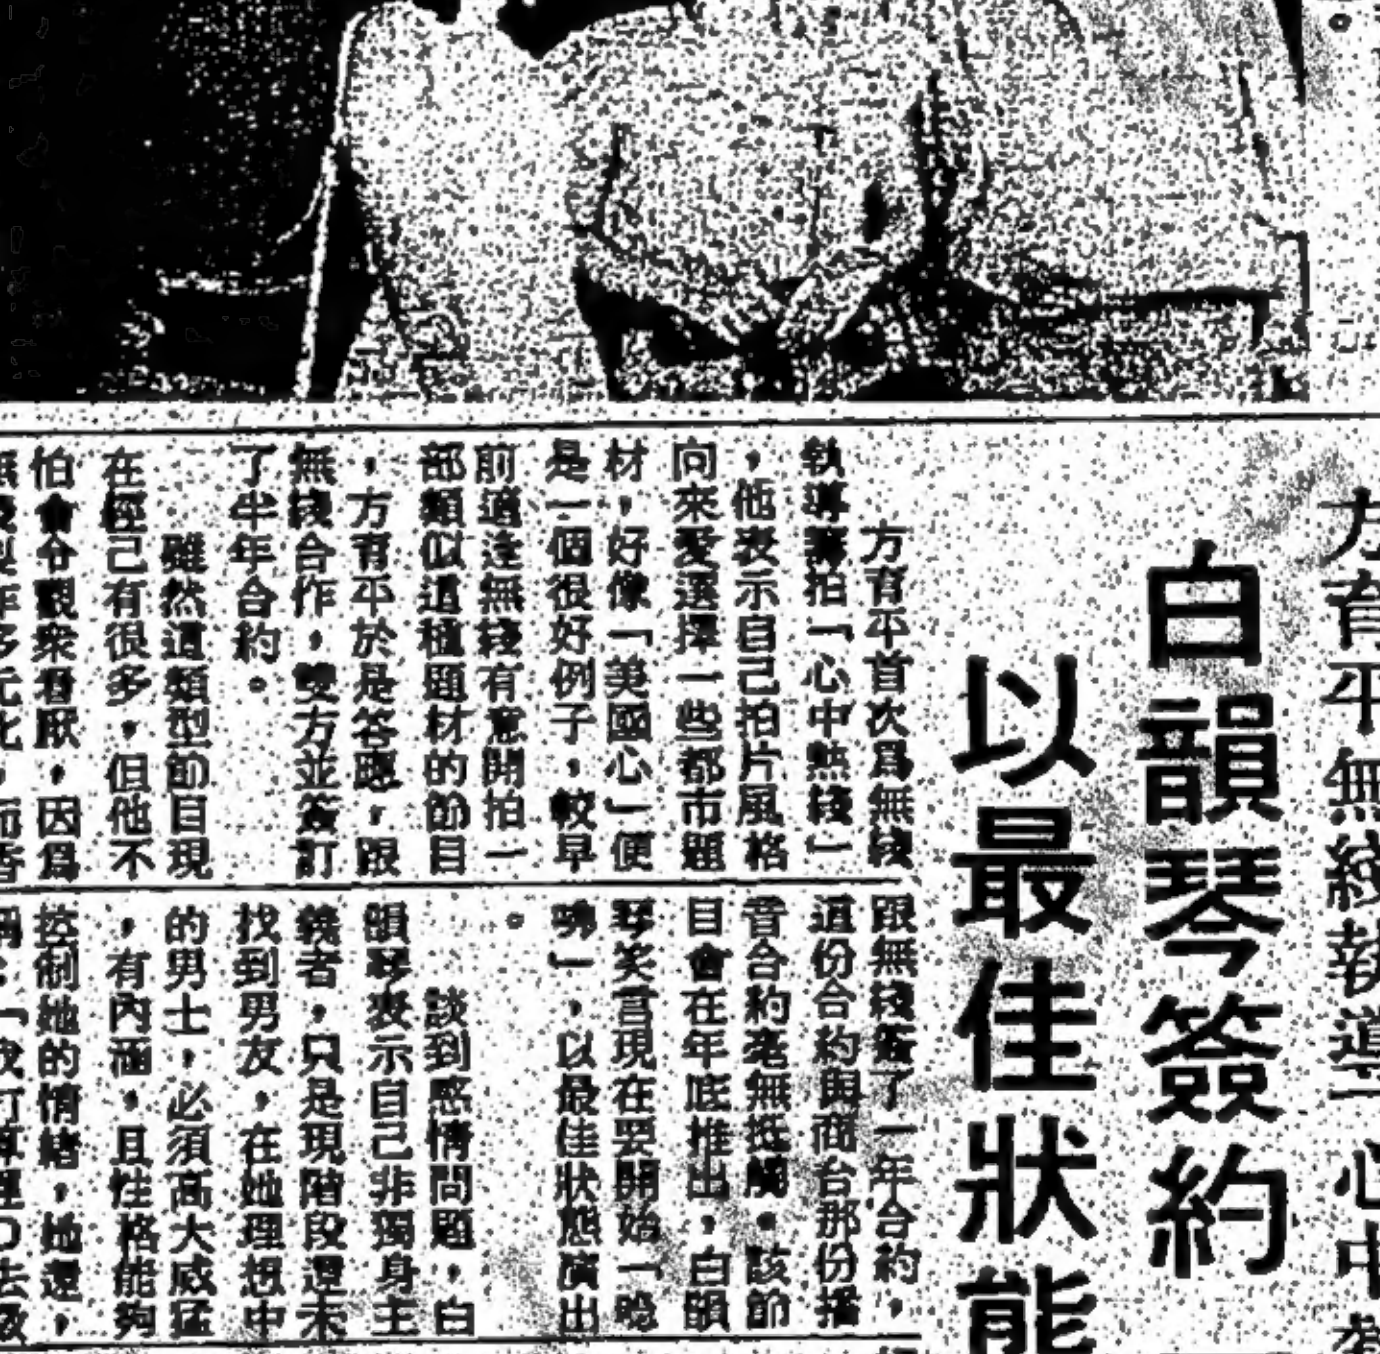 方育平無綫執導「心中
白韻琴簽約
以最佳狀態
方育平首次爲無綫
執導籌拍「心中熱綫」
，他表示自己拍片風格
向來愛選擇一些都市題
材，好像「美國心」便
是一個很好例子，較早
前適逢無綫有意開拍一
部類似這種題材的節目
，方育平於是答應，跟
無綫合作，雙方並簽訂
了半年合約。
雖然這類型節目現
在經已有很多，但他不
怕會令觀衆看厭，因爲
跟無綫簽了一年合約，
這份合約與商台那份播
音合約毫無抵觸。該節
目會在年底推出，白韻
琴笑言現在要開始「
」，以最佳狀態演出
。
談到感情問題，白
韻琴表示自己非獨身主
義者，只是現階段還未
找到男友，在她理想中
的男士，必須高大威猛
，有內涵，且性格能夠
控制她的情緒，她還，